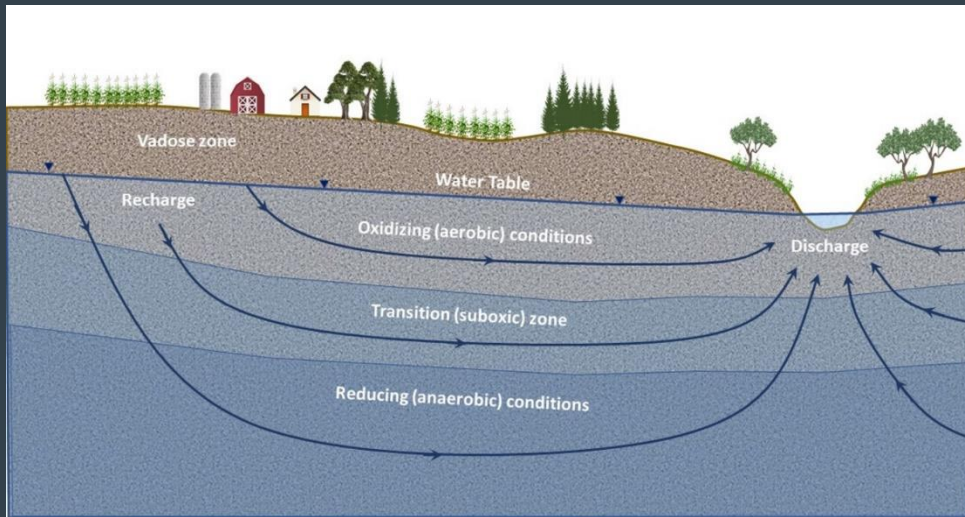 Vadose zone
Water Table
Recharge
Oxidizing (aerobic) conditions
Discharge
Transition (suboxic) zone
Reducing (anaerobic) conditions